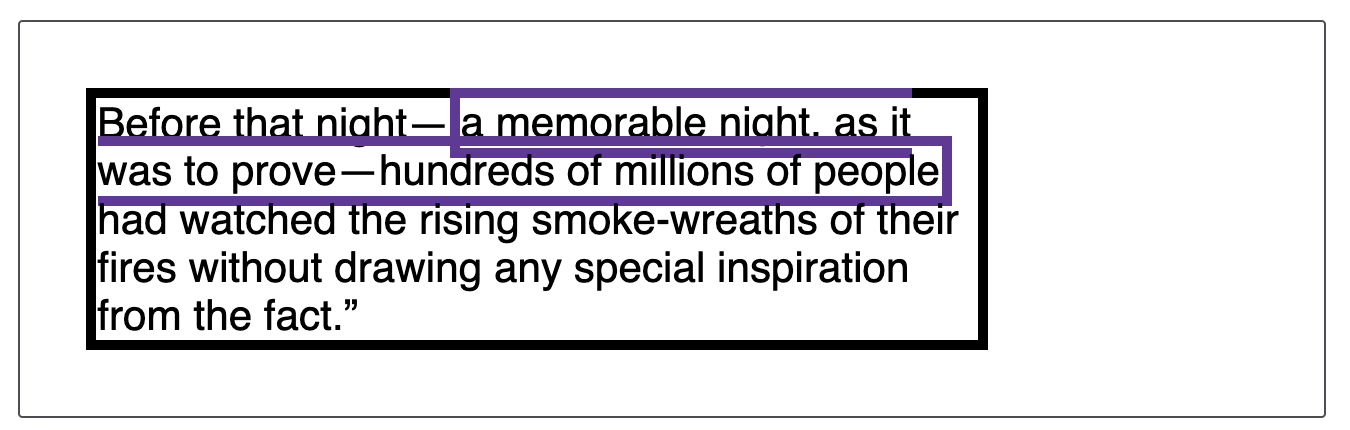 Before that night— a memorable night, as it
was to prove—hundreds of millions of people
had watched the rising smoke-wreaths of their
fires without drawing any special inspiration
from the fact.”